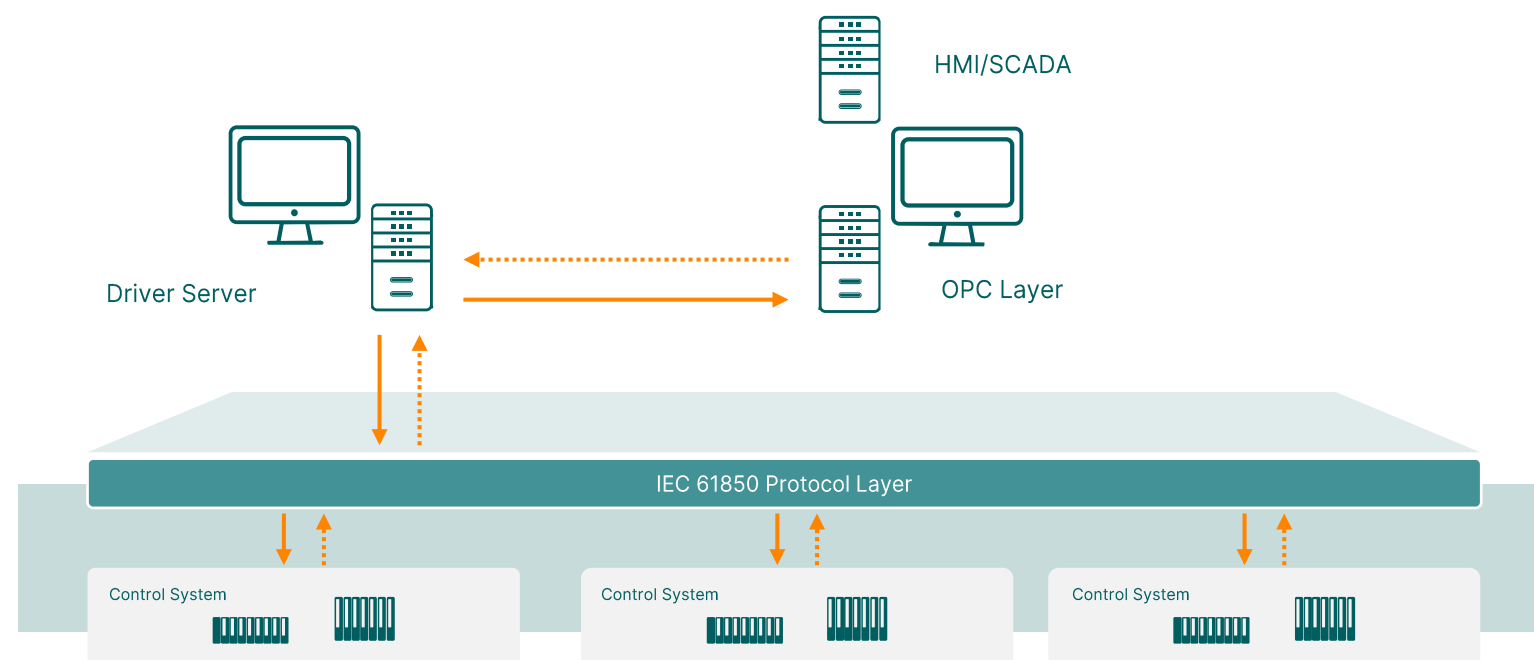 HMI/SCADA
Driver Server
OPC Layer
IEC 61850 Protocol Layer
Control System
Control System
Control System